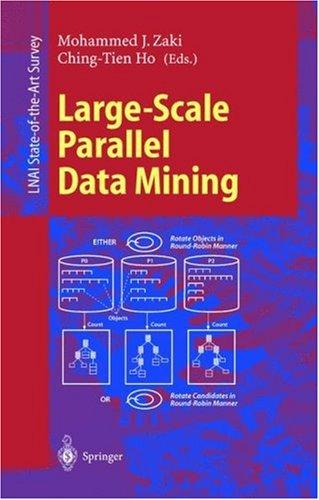 Mohammed J. Zaki
Ching-Tien Ho (Eds.)
LNAI State-of-the-Art Survey
Large-Scale
Parallel
Data Mining
EITHER
Rotate Objects in
Round-Robin Manner
P0
P1
P2
Objects
Count
Count
Count
OR
Rotate Candidates in
Round-Robin Manner
Springer